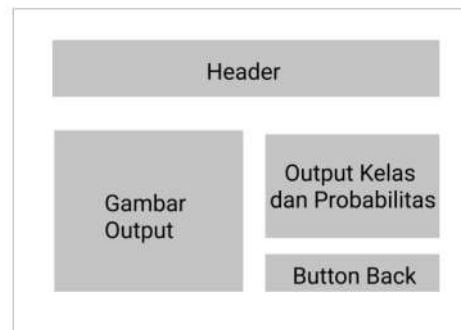 Header
Gambar
Output
Output Kelas
dan Probabilitas
Button Back